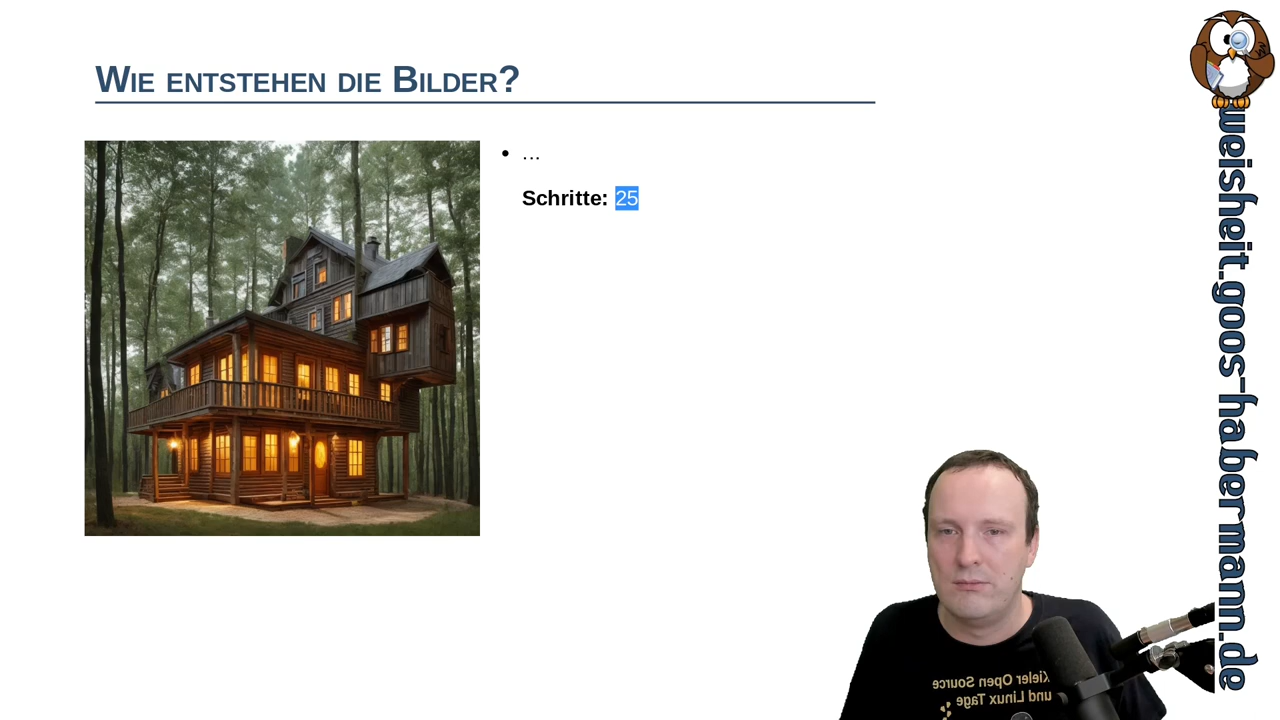 Wie entstehen die Bilder?
• ...
Schritte: 25
weisheit.goos-habermann.de
Kieler Open Source
und Linux Tage